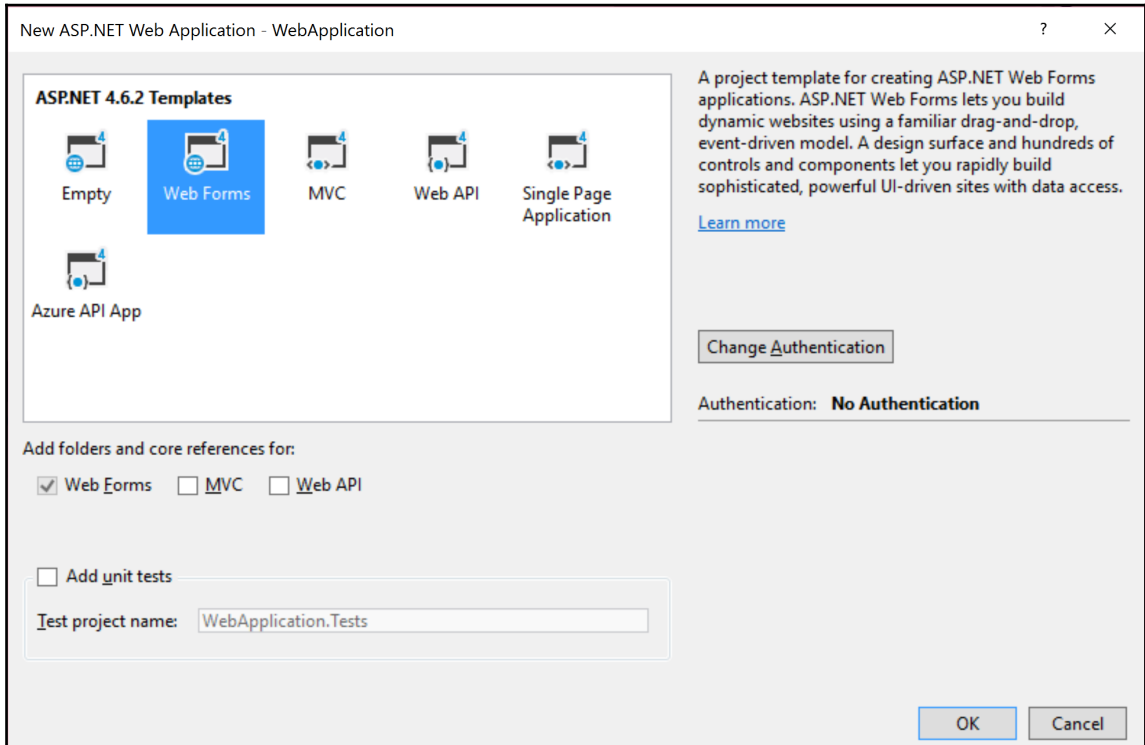 New ASP.NET Web Application - WebApplication
?
ASP.NET 4.6.2 Templates
4
Empty
4
Web Forms
4
MVC
4
Web API
4
Single Page
Application
4
Azure API App
A project template for creating ASP.NET Web Forms
applications. ASP.NET Web Forms lets you build
dynamic websites using a familiar drag-and-drop,
event-driven model. A design surface and hundreds of
controls and components let you rapidly build
sophisticated, powerful UI-driven sites with data access.
Learn more
Change Authentication
Authentication: No Authentication
Add folders and core references for:
Web Forms MVC Web API
Add unit tests
Test project name: WebApplication.Tests
OK Cancel